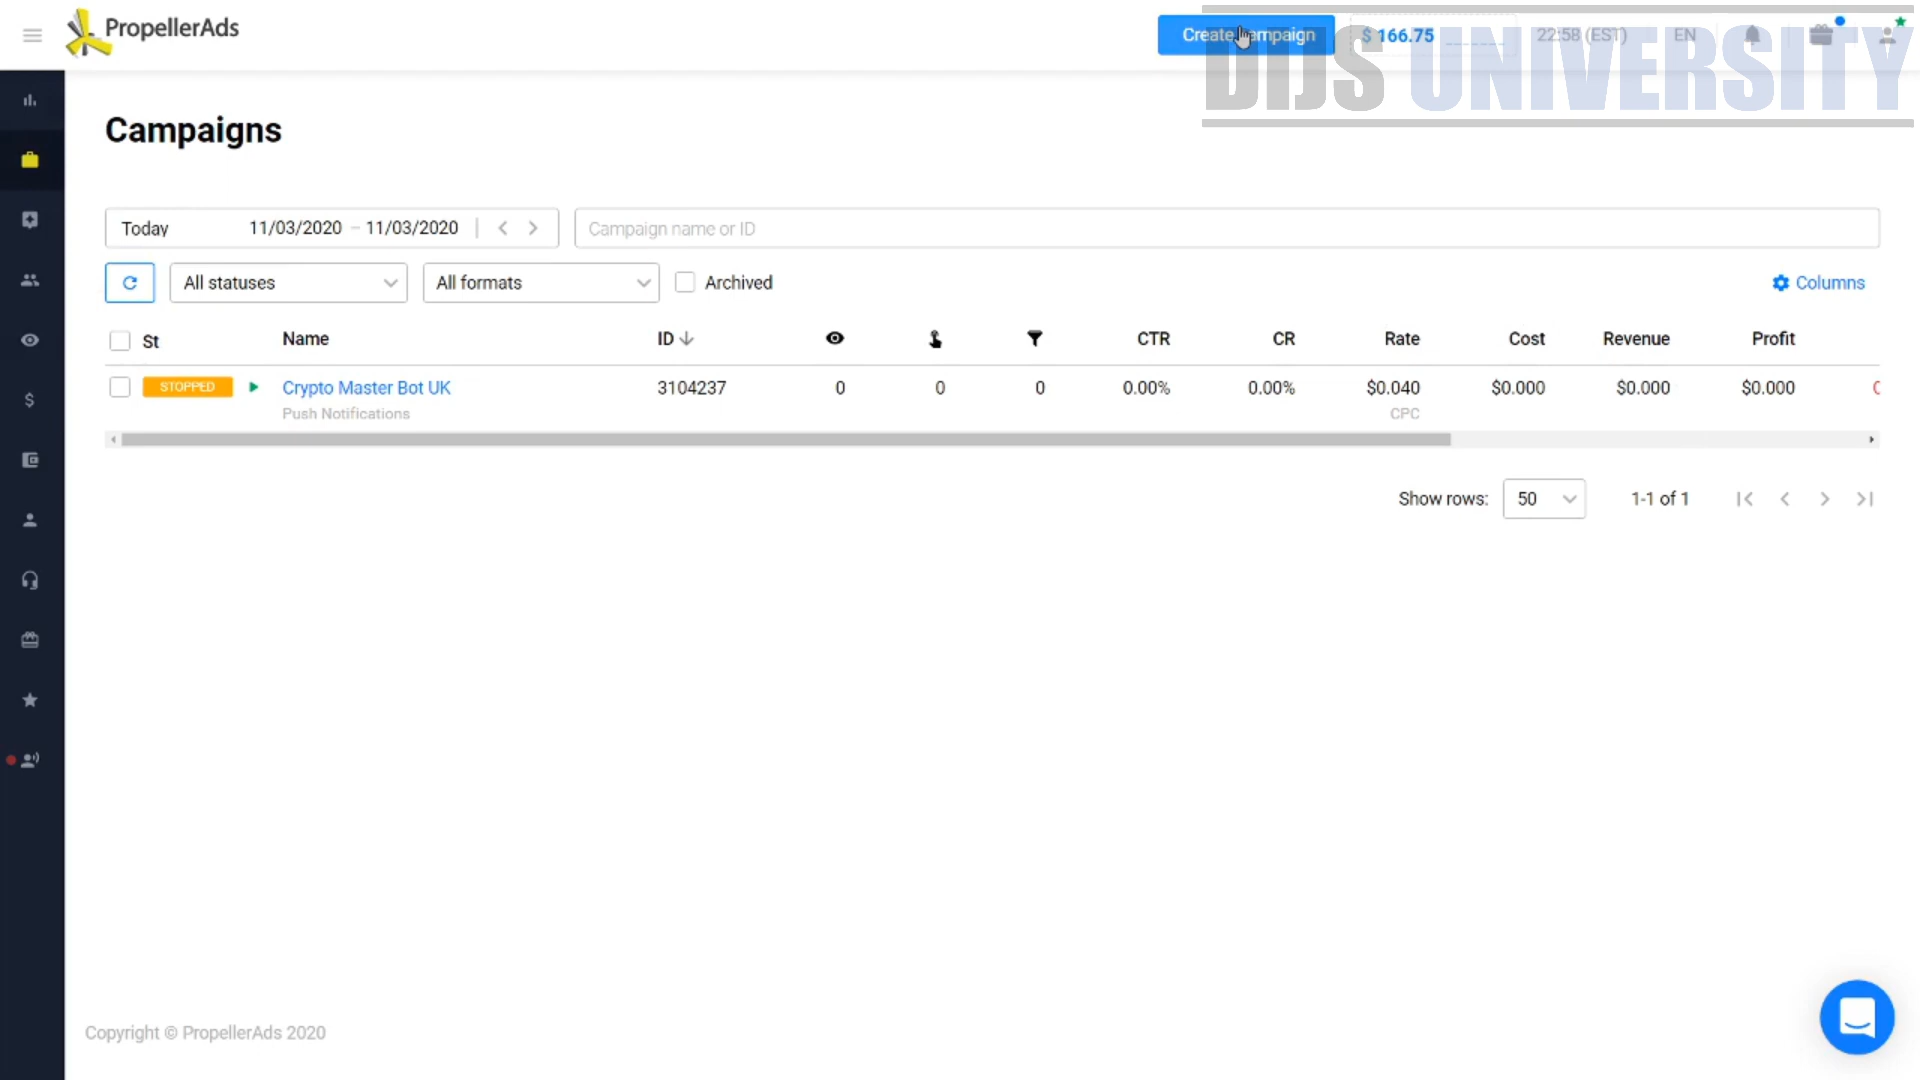 PropellerAds
Create campaign
$ 166.75
22:58 (EST)
EN
DIJS UNIVERSITY
Campaigns
Today 11/03/2020 – 11/03/2020
Campaign name or ID
All statuses
All formats
Archived
Columns
St Name ID CTR CR Rate Cost Revenue Profit
STOPPED Crypto Master Bot UK 3104237 0 0 0 0.00% 0.00% $0.040 $0.000 $0.000 $0.000
Push Notifications CPC
Show rows: 50 1-1 of 1
Copyright © PropellerAds 2020